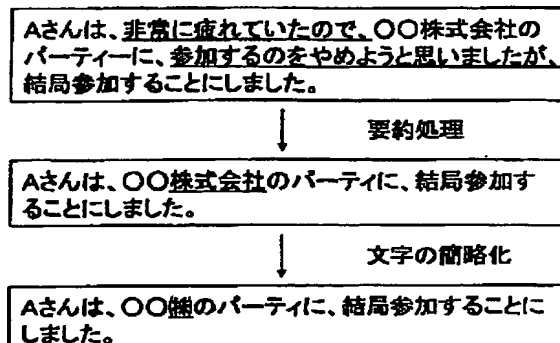 Aさんは、非常に疲れていたので、〇〇株式会社の
パーティーに、参加するのをやめようと思いましたが、
結局参加することにしました。
要約処理
Aさんは、〇〇株式会社のパーティに、結局参加す
ることにしました。
文字の簡略化
Aさんは、〇〇㈱のパーティに、結局参加することに
しました。